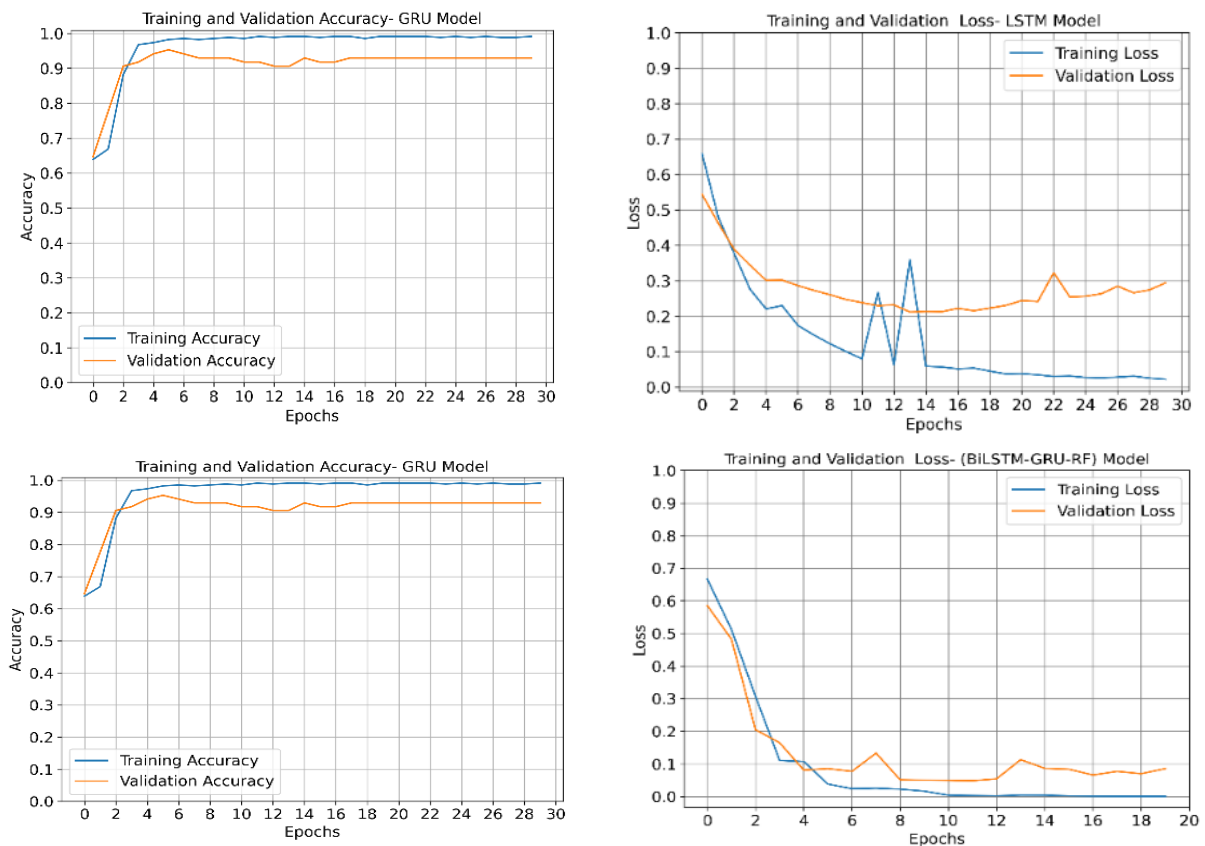 Training and Validation Accuracy- GRU Model
1.0
0.9
0.8
0.7
0.6
0.5
0.4
0.3
0.2
0.1
0.0
Accuracy
Training Accuracy
Validation Accuracy
0 2 4 6 8 10 12 14 16 18 20 22 24 26 28 30
Epochs
Training and Validation Loss- LSTM Model
1.0
0.9
0.8
0.7
0.6
0.5
0.4
0.3
0.2
0.1
0.0
Loss
Training Loss
Validation Loss
0 2 4 6 8 10 12 14 16 18 20 22 24 26 28 30
Epochs
Training and Validation Accuracy- GRU Model
1.0
0.9
0.8
0.7
0.6
0.5
0.4
0.3
0.2
0.1
0.0
Accuracy
Training Accuracy
Validation Accuracy
0 2 4 6 8 10 12 14 16 18 20 22 24 26 28 30
Epochs
Training and Validation Loss- (BiLSTM-GRU-RF) Model
1.0
0.9
0.8
0.7
0.6
0.5
0.4
0.3
0.2
0.1
0.0
Loss
Training Loss
Validation Loss
0 2 4 6 8 10 12 14 16 18 20
Epochs